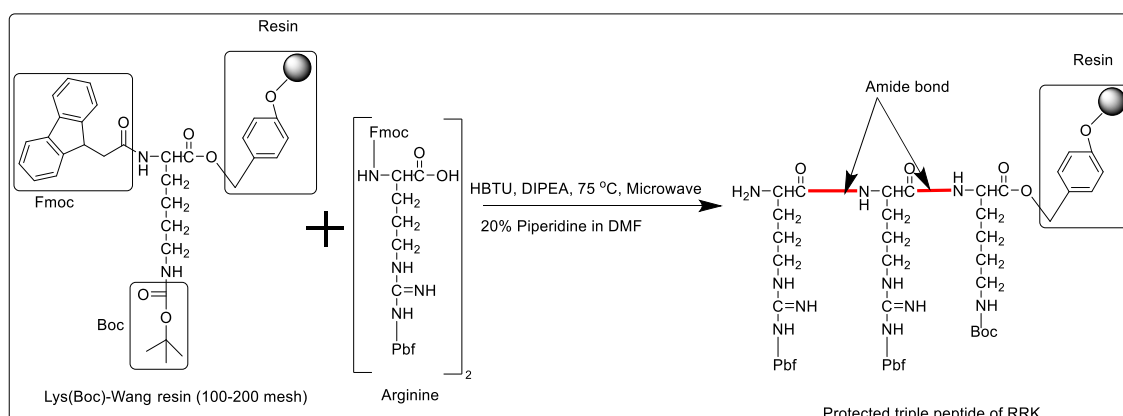 Resin
Fmoc
O
N
H
CHC
O
O
O
CH₂
CH₂
CH₂
CH₂
NH
O
O
Boc
Lys(Boc)-Wang resin (100-200 mesh)
+
Fmoc
HN
CHC
O
OH
CH₂
CH₂
CH₂
NH
C=NH
NH
Pbf
2
Arginine
HBTU, DIPEA, 75 °C, Microwave
20% Piperidine in DMF
Amide bond
Resin
H₂N
CHC
O
N
H
CHC
O
H
N
CHC
O
O
O
CH₂
CH₂
CH₂
NH
C=NH
NH
Pbf
CH₂
CH₂
CH₂
NH
C=NH
NH
Pbf
CH₂
CH₂
CH₂
CH₂
NH
Boc
Protected triple peptide of RRK